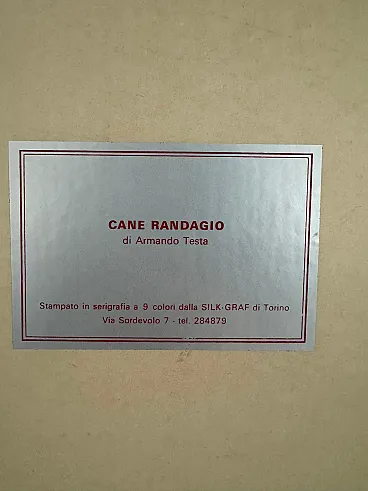 CANE RANDAGIO
di Armando Testa
Stampato in serigrafia a 9 colori dalla SILK-GRAF di Torino
Via Sordevolo 7 - tel. 284879